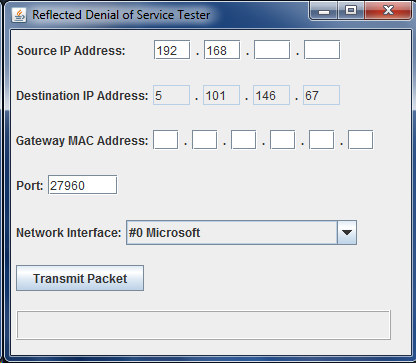 Reflected Denial of Service Tester
Source IP Address: 192 . 168 . .
Destination IP Address: 5 . 101 . 146 . 67
Gateway MAC Address: . . . . .
Port: 27960
Network Interface: #0 Microsoft
Transmit Packet